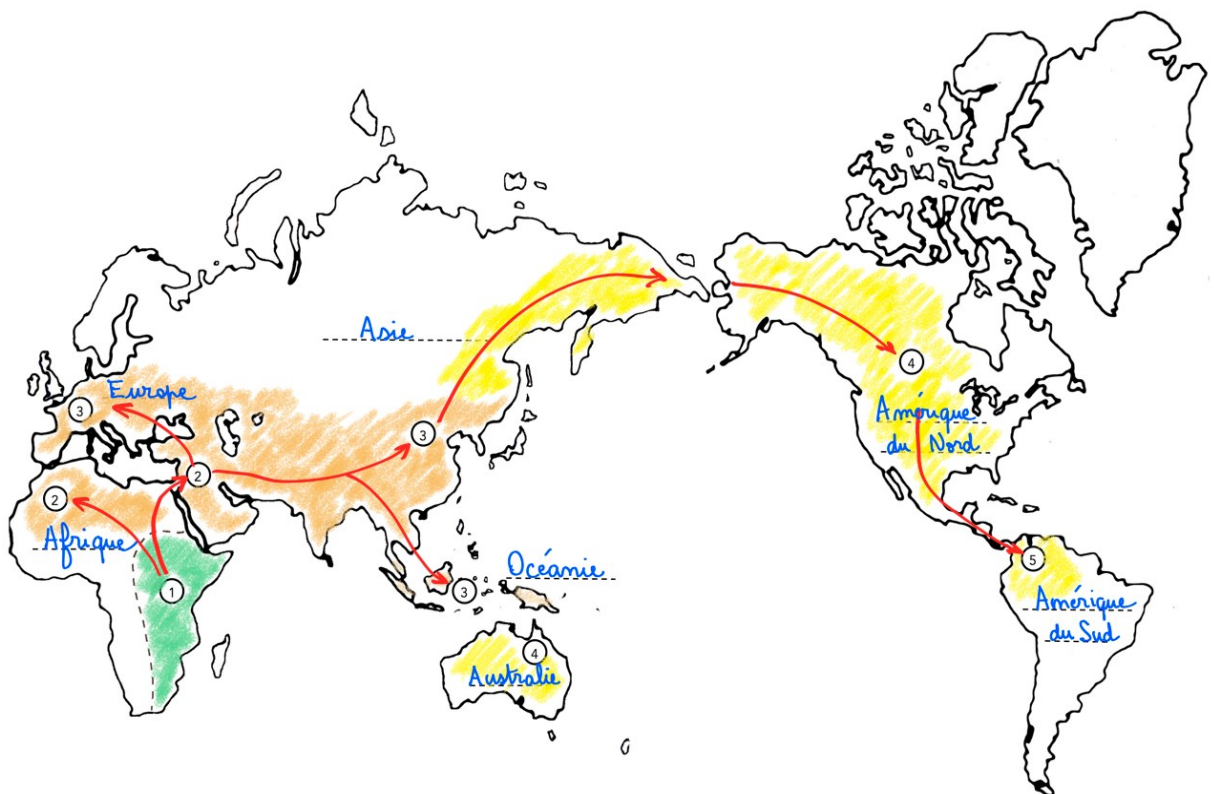 Asie
Europe
3
3
4
Amérique
du Nord
2
2
Afrique
1
Océanie
3
5
Amérique
du Sud
4
Australie